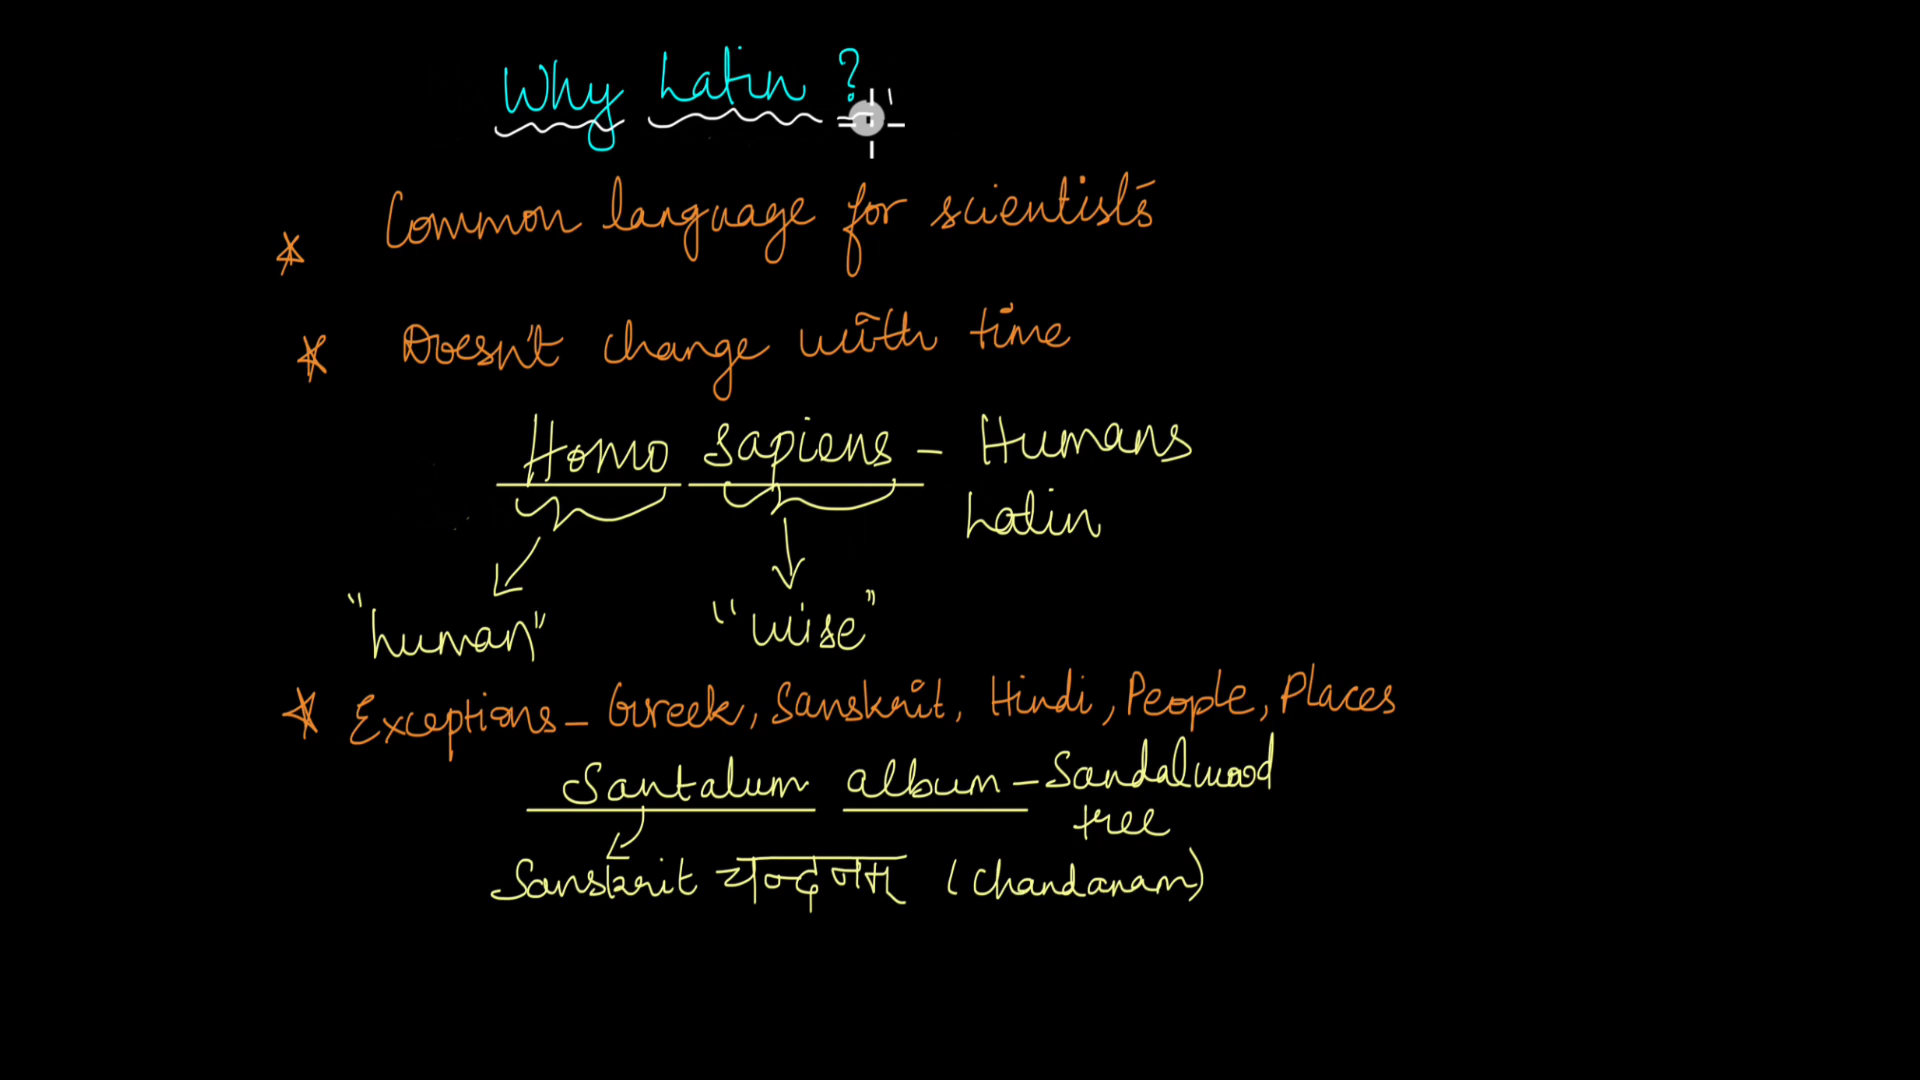 Why Latin ?
* Common language for scientists
* Doesn't change with time
Homo sapiens - Humans
Latin
"human" "wise"
* Exceptions - Greek, Sanskrit, Hindi, People, Places
Santalum album - Sandalwood
tree
Sanskrit चन्दनम् (Chandanam)